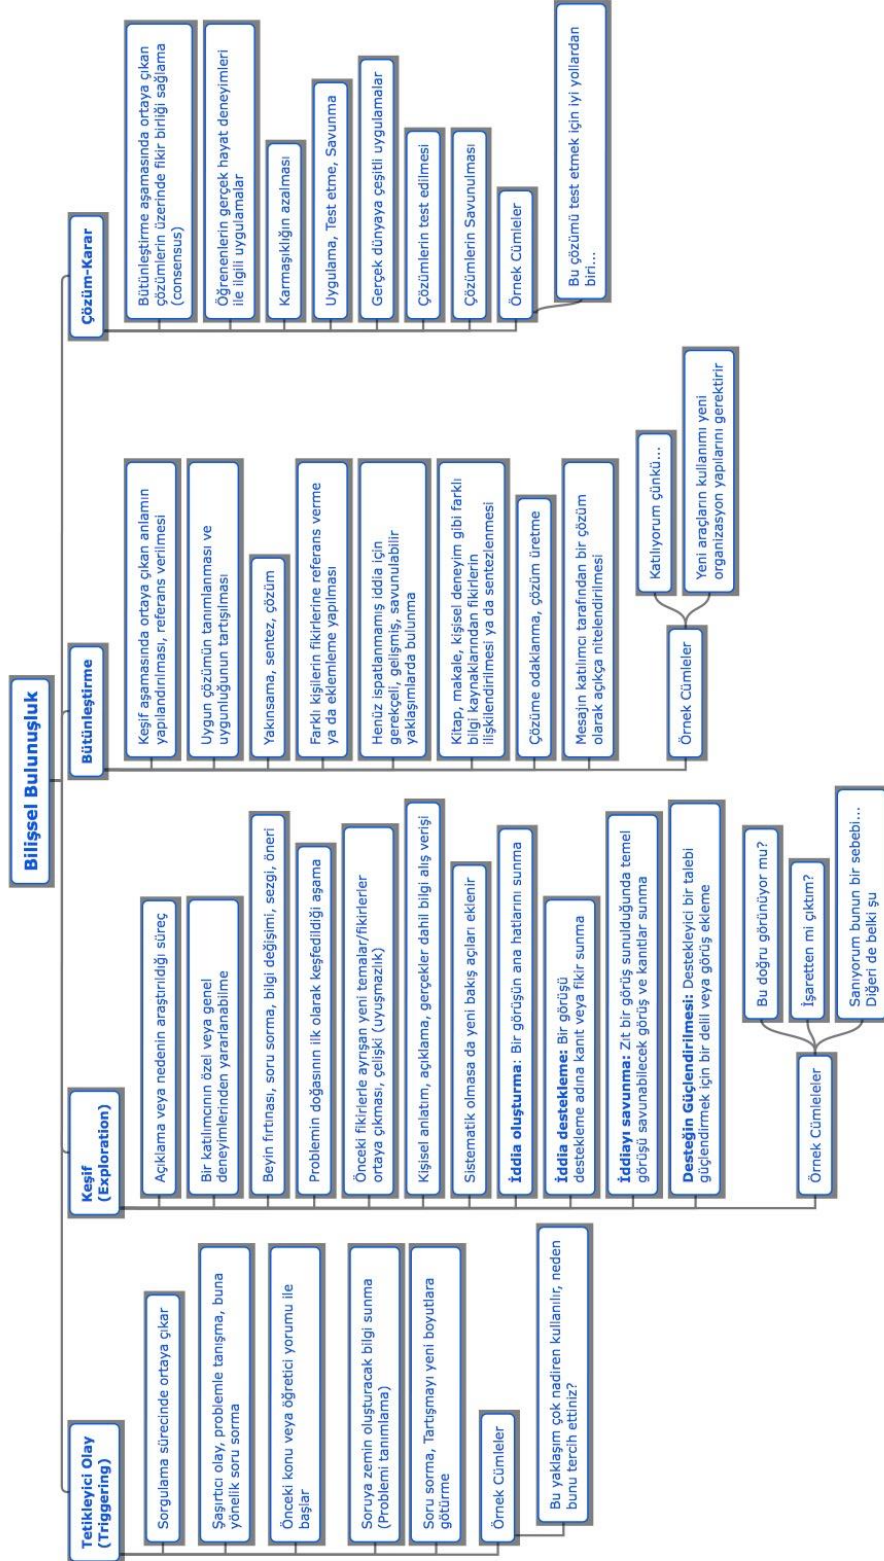 Bilişsel Bulunuşluk
Tetikleyici Olay
(Triggering)
Sorgulama sürecinde ortaya çıkar
Şaşırtıcı olay, problemle tanışma, buna
yönelik soru sorma
Önceki konu veya öğretici yorumu ile
başlar
Soruya zemin oluşturacak bilgi sunma
(Problemi tanımlama)
Soru sorma, Tartışmayı yeni boyutlara
götürme
Örnek Cümleler
Bu yaklaşım çok nadiren kullanılır, neden
bunu tercih ettiniz?
Keşif
(Exploration)
Açıklama veya nedenin araştırıldığı süreç
Bir katılımcının özel veya genel
deneyimlerinden yararlanabilme
Beyin fırtınası, soru sorma, bilgi değişimi, sezgi, öneri
Problemin doğasının ilk olarak keşfedildiği aşama
Önceki fikirlerle ayrışan yeni temalar/fikirlerler
ortaya çıkması, çelişki (uyuşmazlık)
Kişisel anlatım, açıklama, gerçekler dahil bilgi alış verişi
Sistematik olmasa da yeni bakış açıları eklenir
İddia oluşturma: Bir görüşün ana hatlarını sunma
İddia destekleme: Bir görüşü
destekleme adına kanıt veya fikir sunma
İddiayı savunma: Zıt bir görüş sunulduğunda temel
görüşü savunabilecek görüş ve kanıtlar sunma
Desteğin Güçlendirilmesi: Destekleyici bir talebi
güçlendirmek için bir delil veya görüş ekleme
Örnek Cümleleler
Bu doğru görünüyor mu?
İşaretten mi çıktım?
Sanıyorum bunun bir sebebi...
Diğeri de belki şu
Bütünleştirme
Keşif aşamasında ortaya çıkan anlamın
yapılandırılması, referans verilmesi
Uygun çözümün tanımlanması ve
uygunluğunun tartışılması
Yakınsama, sentez, çözüm
Farklı kişilerin fikirlerine referans verme
ya da eklemleme yapılması
Henüz ispatlanmamış iddia için
gerekçeli, gelişmiş, savunulabilir
yaklaşımlarda bulunma
Kitap, makale, kişisel deneyim gibi farklı
bilgi kaynaklarından fikirlerin
ilişkilendirilmesi ya da sentezlenmesi
Çözüme odaklanma, çözüm üretme
Mesajın katılımcı tarafından bir çözüm
olarak açıkça nitelendirilmesi
Örnek Cümleler
Katılıyorum çünkü...
Yeni araçların kullanımı yeni
organizasyon yapılarını gerektirir
Çözüm-Karar
Bütünleştirme aşamasında ortaya çıkan
çözümlerin üzerinde fikir birliği sağlama
(consensus)
Öğrenenlerin gerçek hayat deneyimleri
ile ilgili uygulamalar
Karmaşıklığın azalması
Uygulama, Test etme, Savunma
Gerçek dünyaya çeşitli uygulamalar
Çözümlerin test edilmesi
Çözümlerin Savunulması
Örnek Cümleler
Bu çözümü test etmek için iyi yollardan
biri...